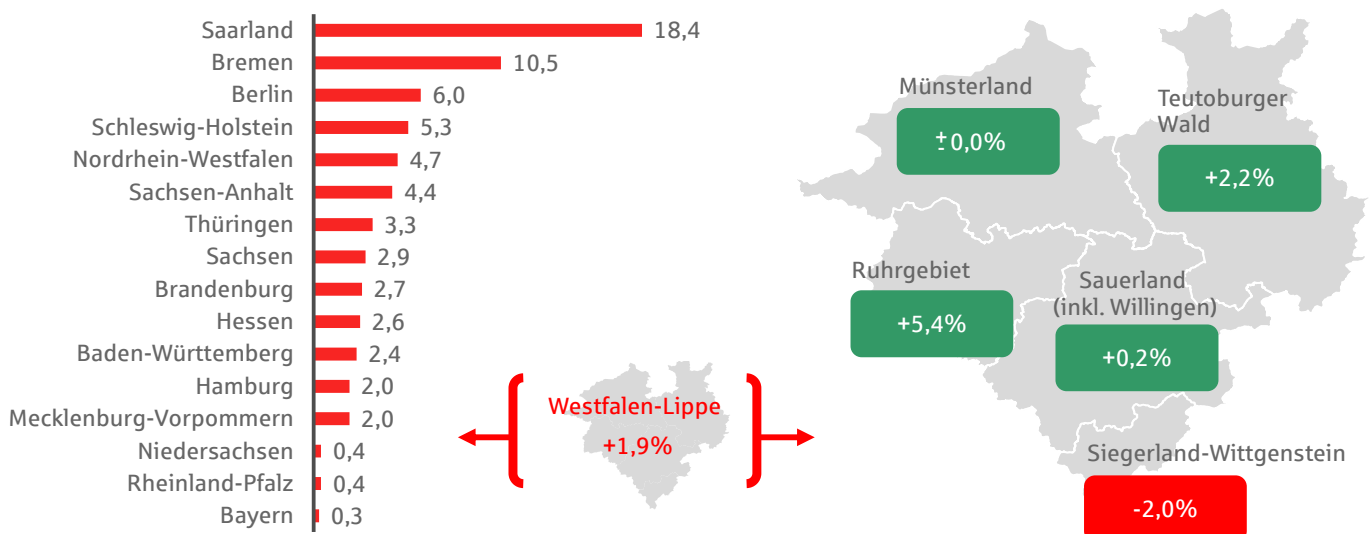 Saarland 18,4
Bremen 10,5
Berlin 6,0
Schleswig-Holstein 5,3
Nordrhein-Westfalen 4,7
Sachsen-Anhalt 4,4
Thüringen 3,3
Sachsen 2,9
Brandenburg 2,7
Hessen 2,6
Baden-Württemberg 2,4
Hamburg 2,0
Mecklenburg-Vorpommern 2,0
Niedersachsen 0,4
Rheinland-Pfalz 0,4
Bayern 0,3
Westfalen-Lippe
+1,9%
Münsterland
±0,0%
Teutoburger
Wald
+2,2%
Ruhrgebiet
+5,4%
Sauerland
(inkl. Willingen)
+0,2%
Siegerland-Wittgenstein
-2,0%